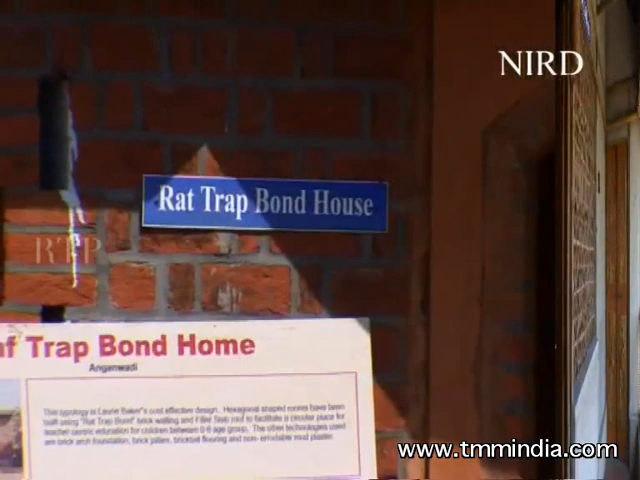 NIRD
Rat Trap Bond House
RTP
af Trap Bond Home
Anganwadi
This typology is Laurie Baker's cost effective design. Hexagonal shaped rooms have been
built using "Rat Trap Bond" brick walling and Filler Slab roof to facilitate a circular place for
teacher centric education for children between 0-6 age group. The other technologies used
are brick arch foundation, brick jallies, brickbat flooring and non-erodable mud plaster.
www.tmmindia.com